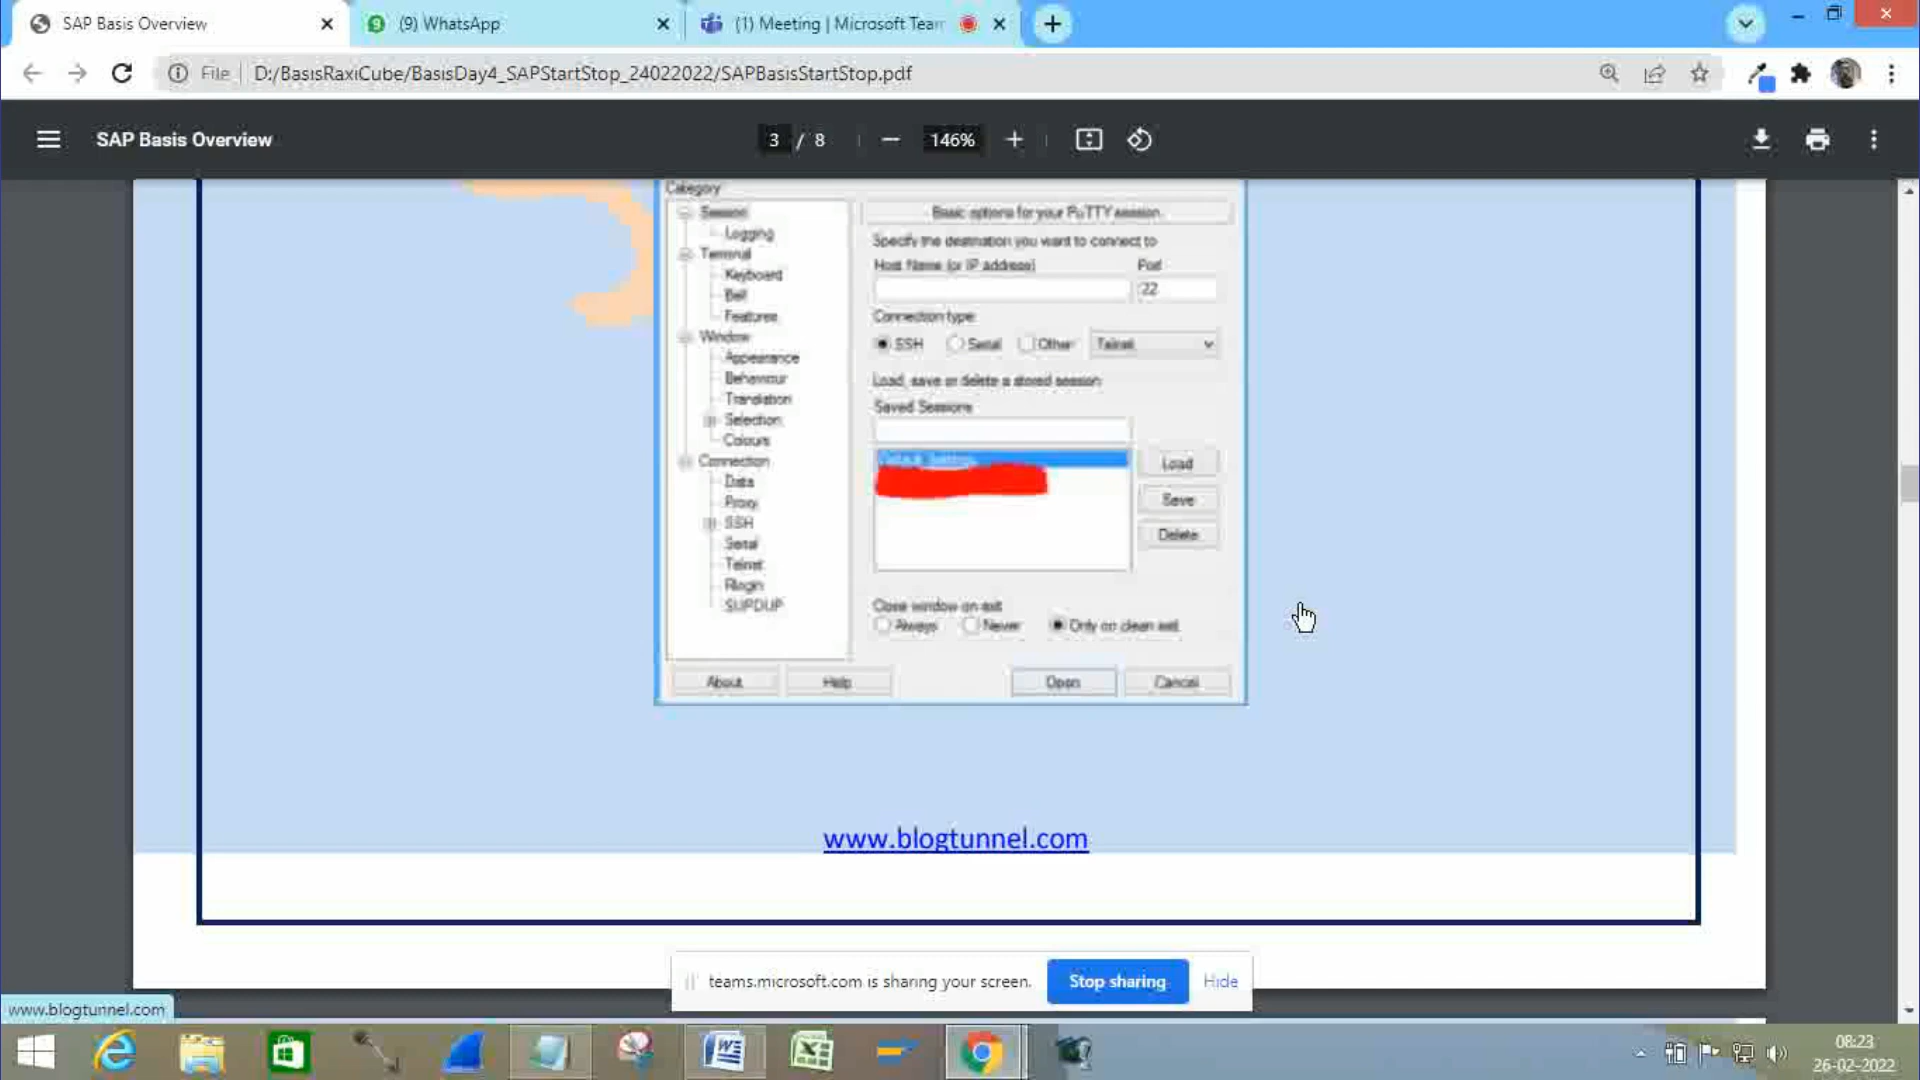 SAP Basis Overview
(9) WhatsApp
(1) Meeting | Microsoft Team
File
D:/BasisRaxiCube/BasisDay4_SAPStartStop_24022022/SAPBasisStartStop.pdf
SAP Basis Overview
3 / 8
146%
Category
Session
Logging
Terminal
Keyboard
Bell
Features
Window
Appearance
Behaviour
Translation
Selection
Colours
Connection
Data
Proxy
SSH
Serial
Telnet
Rlogin
SUPDUP
Basic options for your PuTTY session
Specify the destination you want to connect to
Host Name (or IP address)
Port
22
Connection type:
SSH
Serial
Other
Telnet
Load, save or delete a stored session
Saved Sessions
Default Settings
Load
Save
Delete
Close window on exit
Always
Never
Only on clean exit
About
Help
Open
Cancel
www.blogtunnel.com
teams.microsoft.com is sharing your screen.
Stop sharing
Hide
www.blogtunnel.com
08:23
26-02-2022